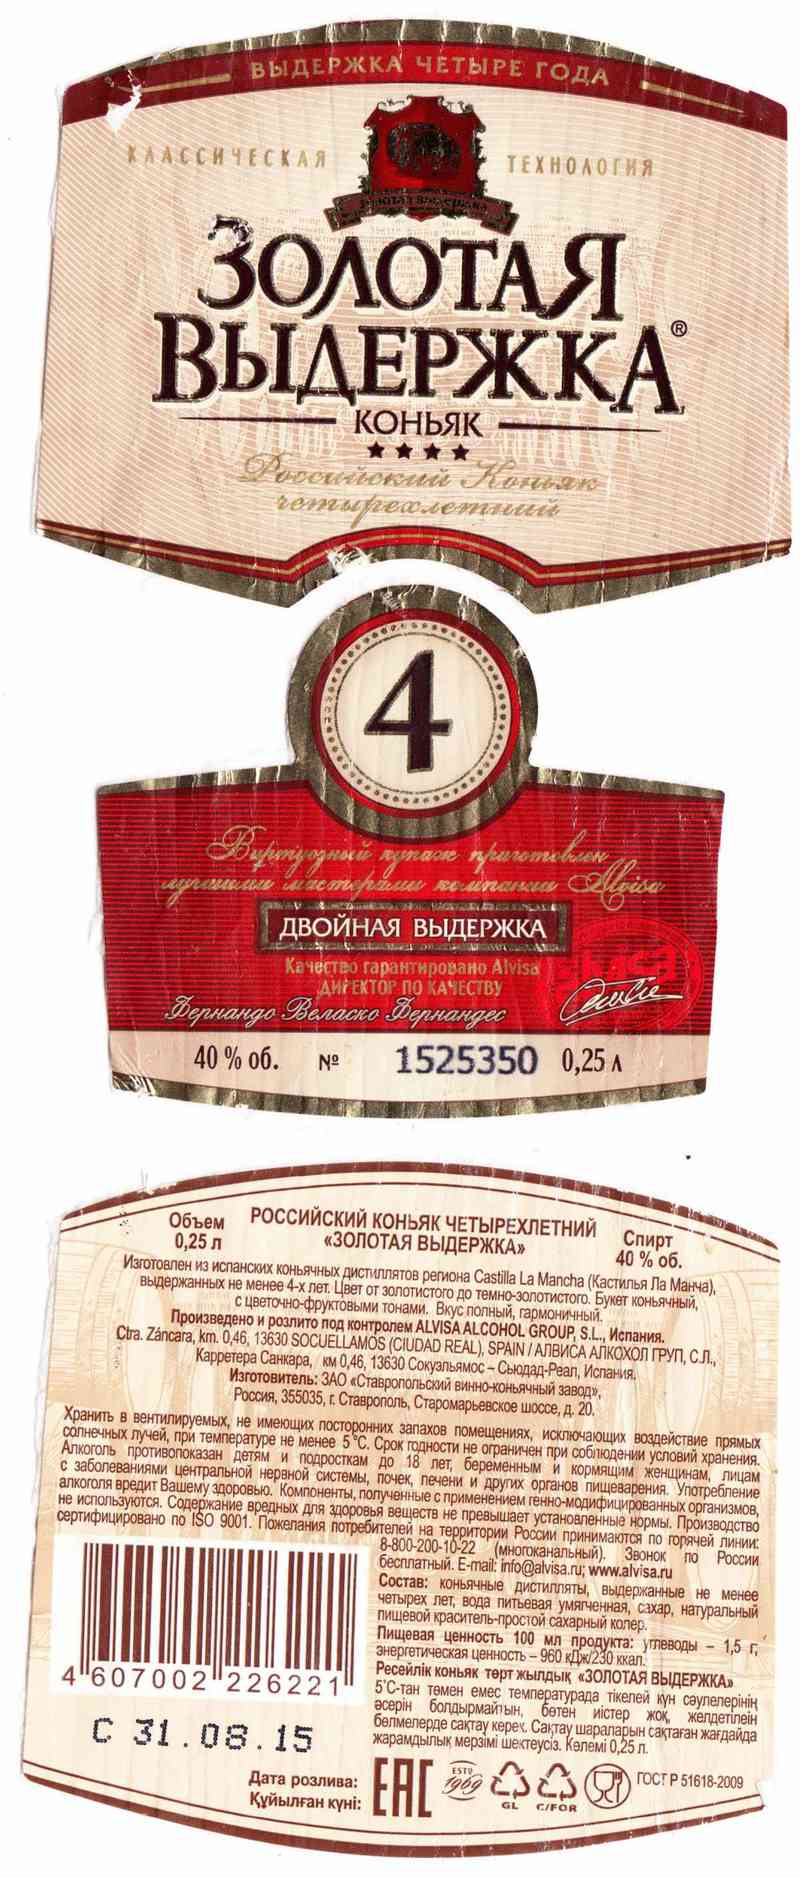 ВЫДЕРЖКА ЧЕТЫРЕ ГОДА
КЛАССИЧЕСКАЯ ТЕХНОЛОГИЯ
ЗОЛОТАЯ ВЫДЕРЖКА
ЗОЛОТАЯ
ВЫДЕРЖКА®
КОНЬЯК
Российский Коньяк
четырехлетний
4
Виртуозный купаж приготовлен
лучшими мастерами компании Alvisa
ДВОЙНАЯ ВЫДЕРЖКА
Качество гарантировано Alvisa
ДИРЕКТОР ПО КАЧЕСТВУ
Фернандо Веласко Фернандес
40 % об. № 1525350 0,25 л
Объем
0,25 л
РОССИЙСКИЙ КОНЬЯК ЧЕТЫРЕХЛЕТНИЙ
«ЗОЛОТАЯ ВЫДЕРЖКА»
Спирт
40 % об.
Изготовлен из испанских коньячных дистиллятов региона Castilla La Mancha (Кастилья Ла Манча),
выдержанных не менее 4-х лет. Цвет от золотистого до темно-золотистого. Букет коньячный,
с цветочно-фруктовыми тонами. Вкус полный, гармоничный.
Произведено и розлито под контролем ALVISA ALCOHOL GROUP, S.L., Испания.
Ctra. Záncara, km. 0,46, 13630 SOCUELLAMOS (CIUDAD REAL), SPAIN / АЛВИСА АЛКОХОЛ ГРУП, С.Л.,
Карретера Санкара, км 0,46, 13630 Сокуэльямос – Сьюдад-Реал, Испания.
Изготовитель: ЗАО «Ставропольский винно-коньячный завод»,
Россия, 355035, г. Ставрополь, Старомарьевское шоссе, д. 20.
Хранить в вентилируемых, не имеющих посторонних запахов помещениях, исключающих воздействие прямых
солнечных лучей, при температуре не менее 5 °С. Срок годности не ограничен при соблюдении условий хранения.
Алкоголь противопоказан детям и подросткам до 18 лет, беременным и кормящим женщинам, лицам
с заболеваниями центральной нервной системы, почек, печени и других органов пищеварения. Употребление
алкоголя вредит Вашему здоровью. Компоненты, полученные с применением генно-модифицированных организмов,
не используются. Содержание вредных для здоровья веществ не превышает установленные нормы. Производство
сертифицировано по ISO 9001. Пожелания потребителей на территории России принимаются по горячей линии:
8-800-200-10-22 (многоканальный). Звонок по России
бесплатный. E-mail: info@alvisa.ru; www.alvisa.ru
Состав: коньячные дистилляты, выдержанные не менее
четырех лет, вода питьевая умягченная, сахар, натуральный
пищевой краситель-простой сахарный колер.
Пищевая ценность 100 мл продукта: углеводы – 1,5 г,
энергетическая ценность – 960 кДж/230 ккал.
Ресейлік коньяк төрт жылдық «ЗОЛОТАЯ ВЫДЕРЖКА»
5°С-тан төмен емес температурада тікелей күн сәулелерінің
әсерін болдырмайтын, бөтен иістер жоқ, желдетілеін
бөлмелерде сақтау керек. Сақтау шараларын сақтаған жағдайда
жарамдылық мерзімі шектеусіз. Көлемі 0,25 л.
4 607002 226221
С 31.08.15
Дата розлива:
Құйылған күні:
EAC
ESTD
1969
GL
C/FOR
ГОСТ Р 51618-2009